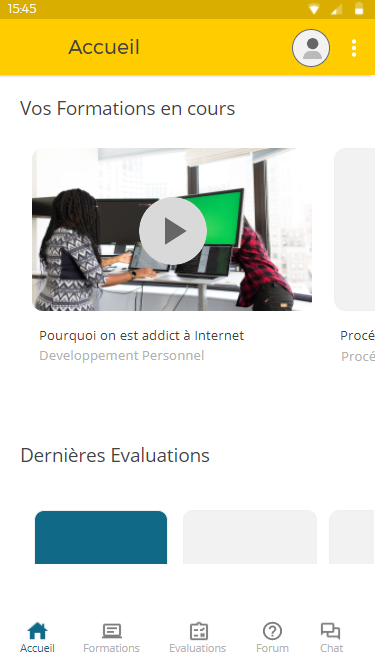 15:45
Accueil
Vos Formations en cours
Pourquoi on est addict à Internet
Developpement Personnel
Procé
Procé
Dernières Evaluations
Accueil
Formations
Evaluations
Forum
Chat